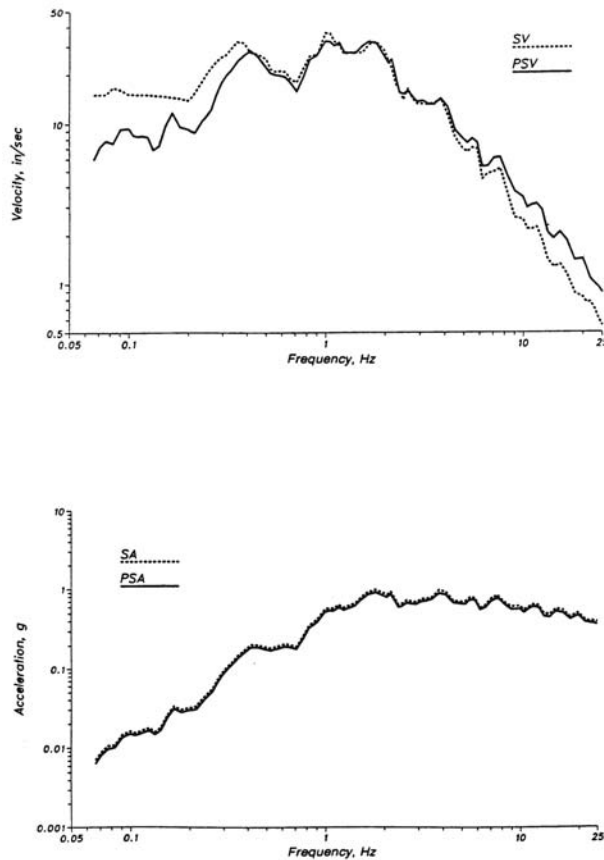 50
SV
PSV
10
Velocity, in/sec
1
0.5
0.05
0.1
1
10
25
Frequency, Hz
10
SA
PSA
1
Acceleration, g
0.1
0.01
0.001
0.05
0.1
1
10
25
Frequency, Hz